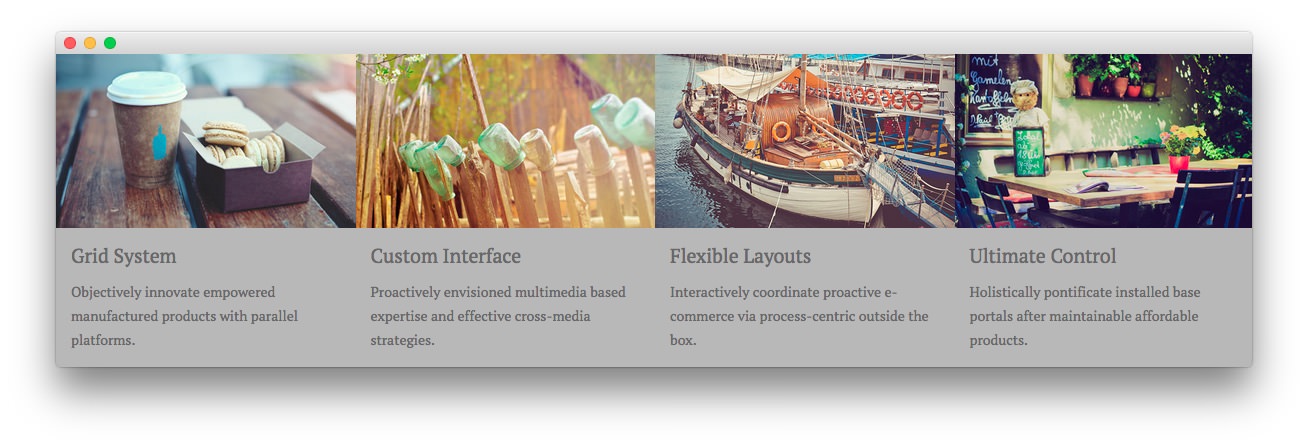 Grid System
Objectively innovate empowered
manufactured products with parallel
platforms.
Custom Interface
Proactively envisioned multimedia based
expertise and effective cross-media
strategies.
Flexible Layouts
Interactively coordinate proactive e-
commerce via process-centric outside the
box.
Ultimate Control
Holistically pontificate installed base
portals after maintainable affordable
products.
mit